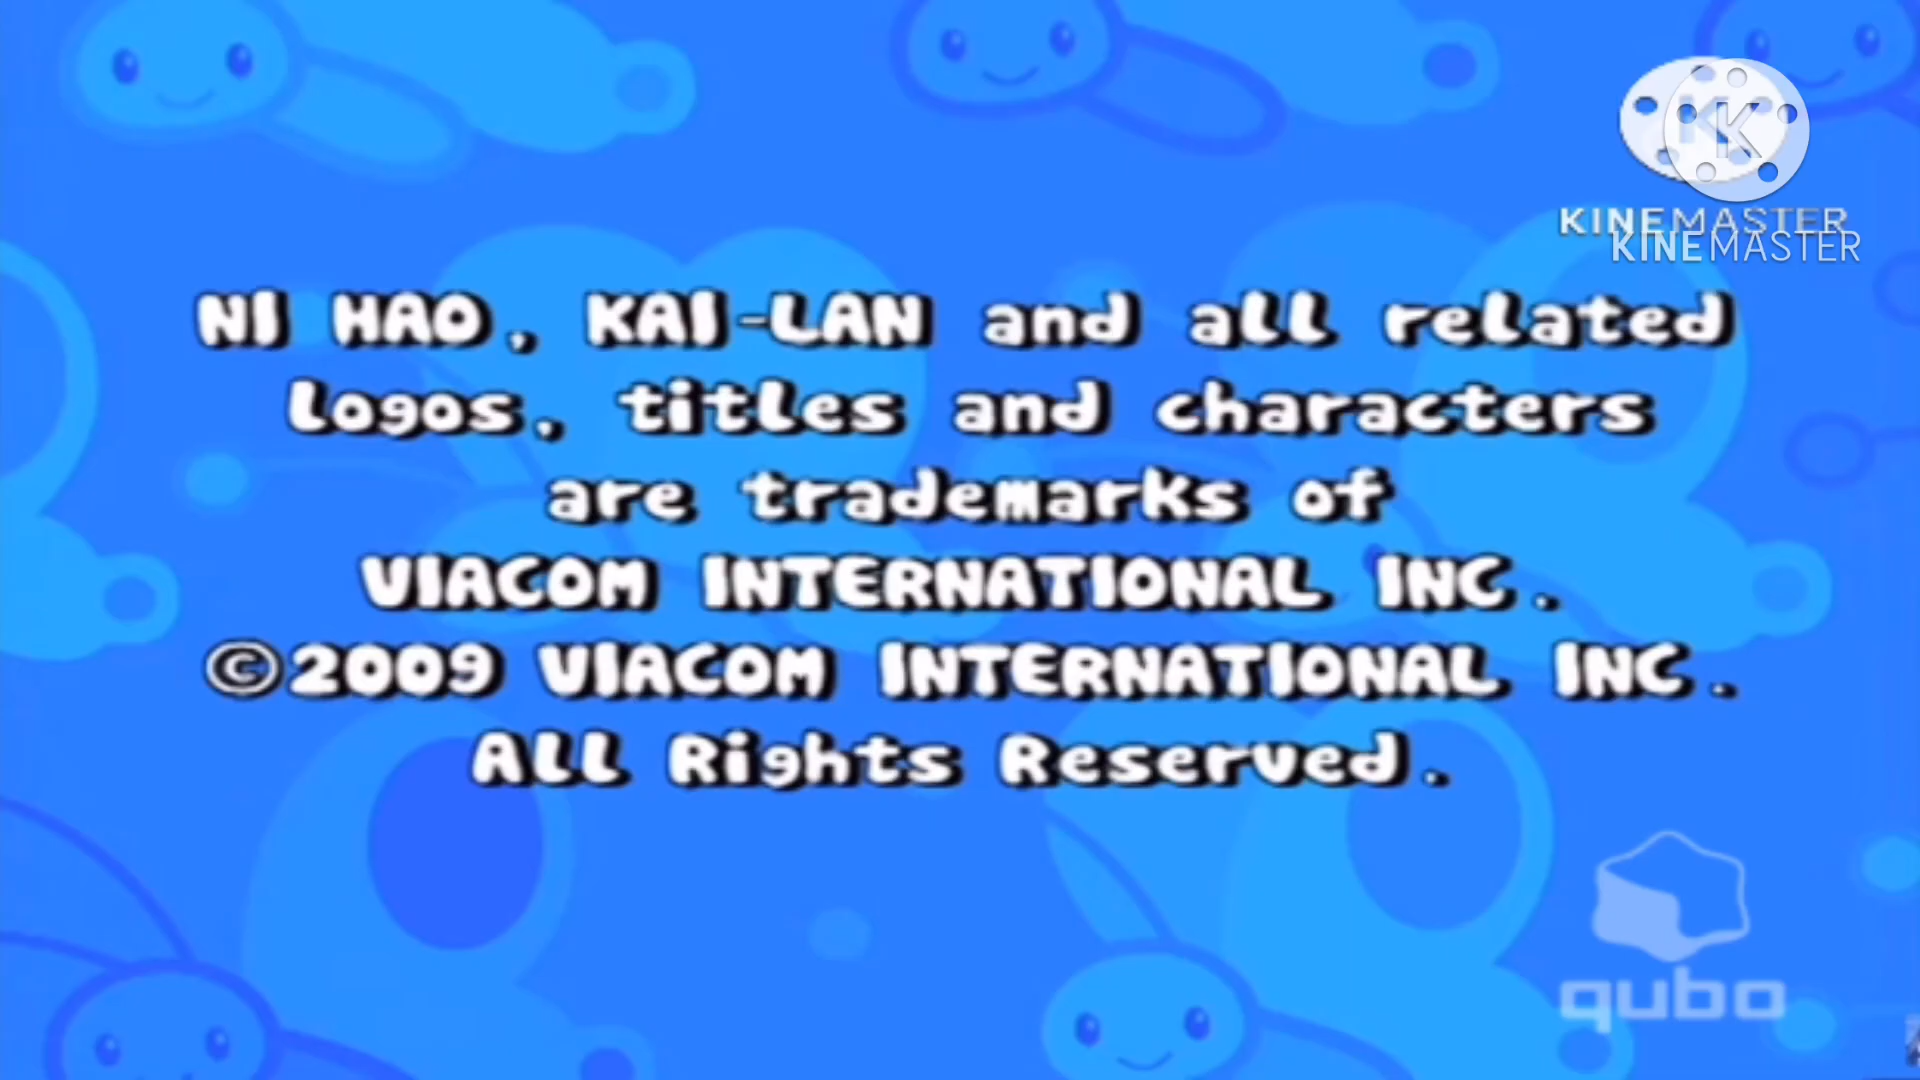 KINEMASTER
KINEMASTER
NI HAO, KAI-LAN and all related
logos, titles and characters
are trademarks of
VIACOM INTERNATIONAL INC.
©2009 VIACOM INTERNATIONAL INC.
All Rights Reserved.
qubo